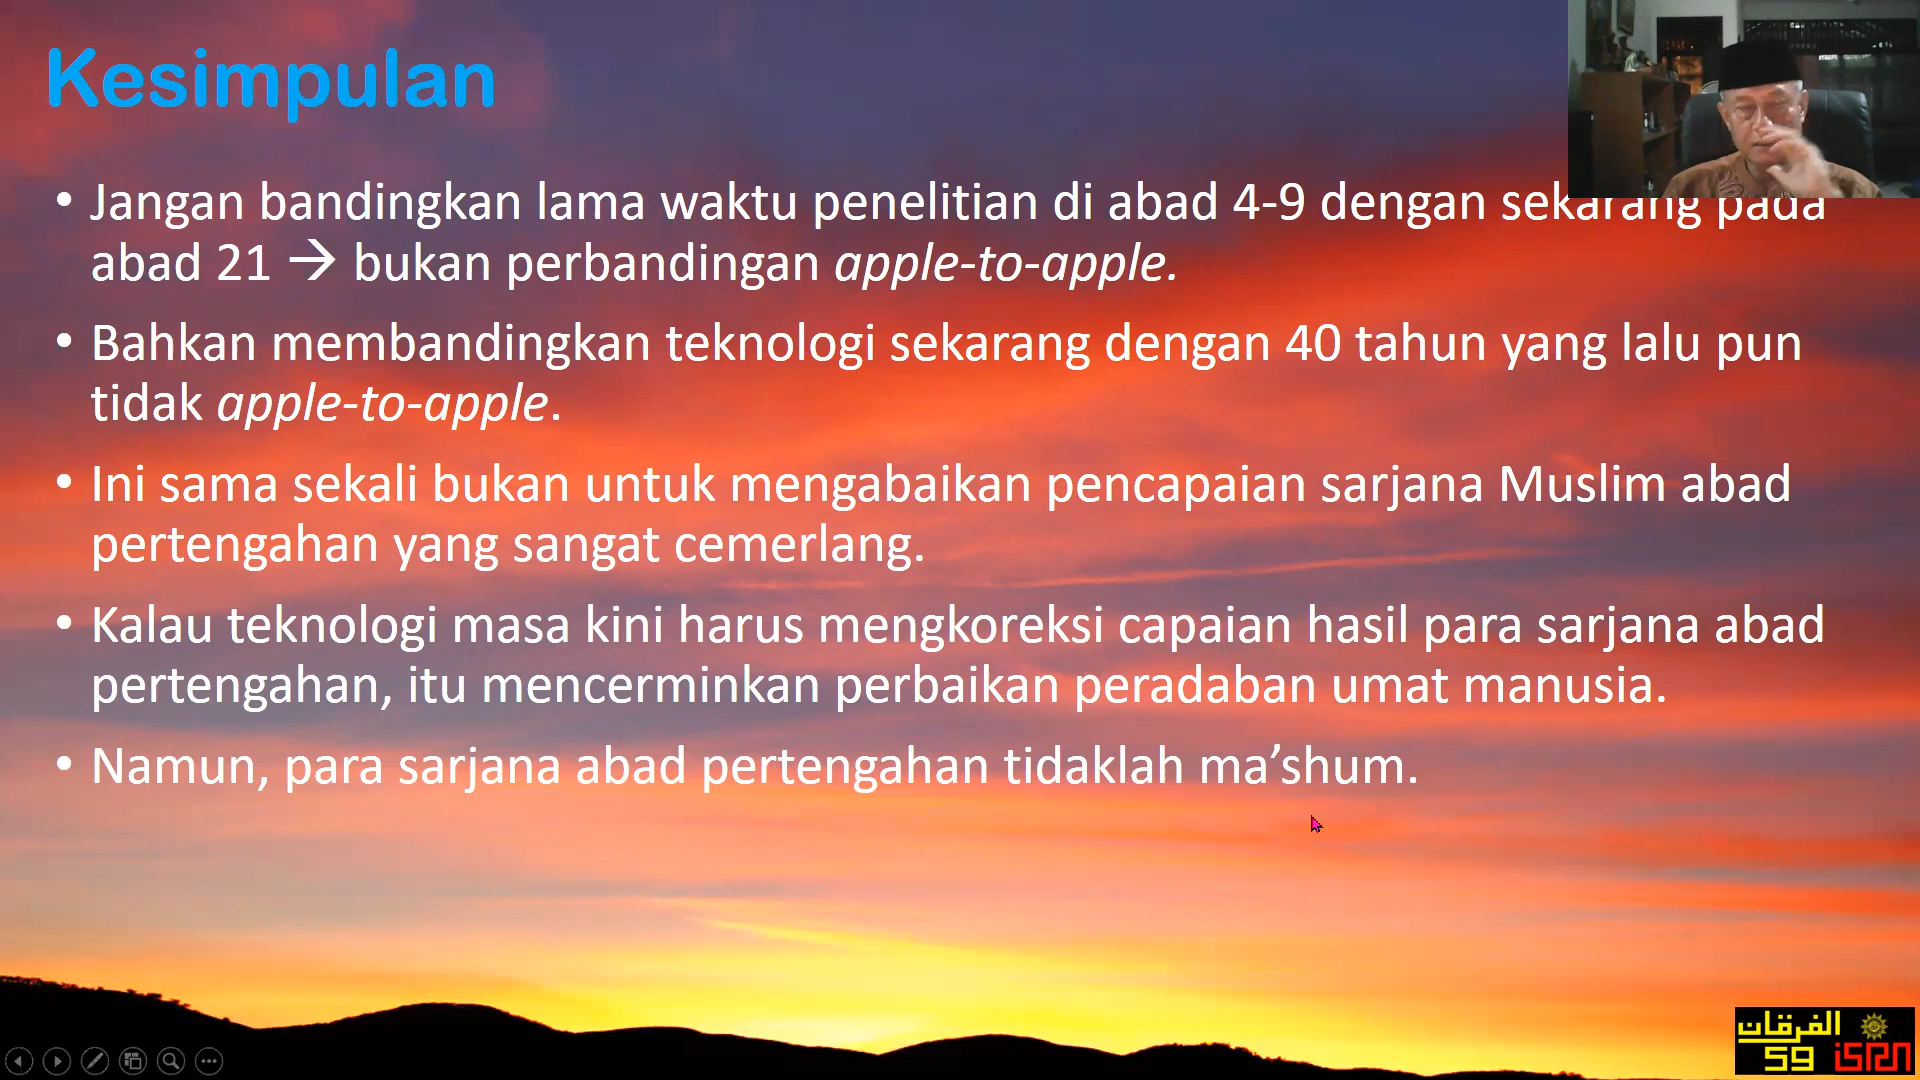 Kesimpulan
• Jangan bandingkan lama waktu penelitian di abad 4-9 dengan sekarang pada
abad 21 → bukan perbandingan apple-to-apple.
• Bahkan membandingkan teknologi sekarang dengan 40 tahun yang lalu pun
tidak apple-to-apple.
• Ini sama sekali bukan untuk mengabaikan pencapaian sarjana Muslim abad
pertengahan yang sangat cemerlang.
• Kalau teknologi masa kini harus mengkoreksi capaian hasil para sarjana abad
pertengahan, itu mencerminkan perbaikan peradaban umat manusia.
• Namun, para sarjana abad pertengahan tidaklah ma’shum.
الفرقان
59 isrn